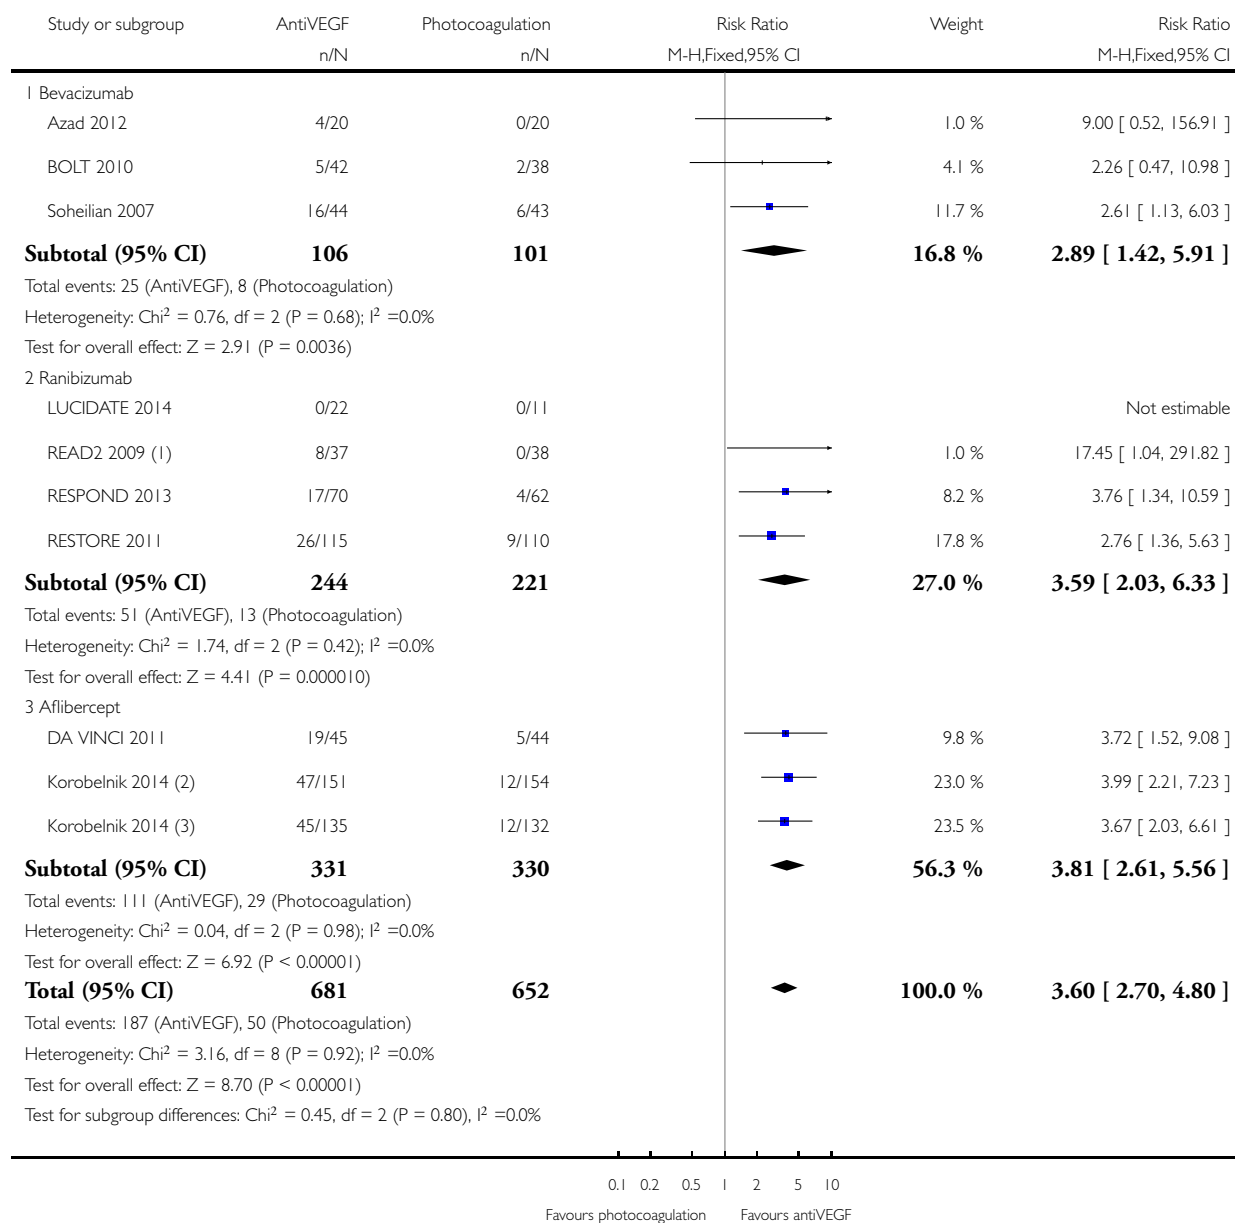 Study or subgroup AntiVEGF Photocoagulation Risk Ratio Weight Risk Ratio
n/N n/N M-H,Fixed,95% CI M-H,Fixed,95% CI
1 Bevacizumab
Azad 2012 4/20 0/20 1.0 % 9.00 [ 0.52, 156.91 ]
BOLT 2010 5/42 2/38 4.1 % 2.26 [ 0.47, 10.98 ]
Soheilian 2007 16/44 6/43 11.7 % 2.61 [ 1.13, 6.03 ]
Subtotal (95% CI) 106 101 16.8 % 2.89 [ 1.42, 5.91 ]
Total events: 25 (AntiVEGF), 8 (Photocoagulation)
Heterogeneity: Chi² = 0.76, df = 2 (P = 0.68); I² =0.0%
Test for overall effect: Z = 2.91 (P = 0.0036)
2 Ranibizumab
LUCIDATE 2014 0/22 0/11 Not estimable
READ2 2009 (1) 8/37 0/38 1.0 % 17.45 [ 1.04, 291.82 ]
RESPOND 2013 17/70 4/62 8.2 % 3.76 [ 1.34, 10.59 ]
RESTORE 2011 26/115 9/110 17.8 % 2.76 [ 1.36, 5.63 ]
Subtotal (95% CI) 244 221 27.0 % 3.59 [ 2.03, 6.33 ]
Total events: 51 (AntiVEGF), 13 (Photocoagulation)
Heterogeneity: Chi² = 1.74, df = 2 (P = 0.42); I² =0.0%
Test for overall effect: Z = 4.41 (P = 0.000010)
3 Aflibercept
DA VINCI 2011 19/45 5/44 9.8 % 3.72 [ 1.52, 9.08 ]
Korobelnik 2014 (2) 47/151 12/154 23.0 % 3.99 [ 2.21, 7.23 ]
Korobelnik 2014 (3) 45/135 12/132 23.5 % 3.67 [ 2.03, 6.61 ]
Subtotal (95% CI) 331 330 56.3 % 3.81 [ 2.61, 5.56 ]
Total events: 111 (AntiVEGF), 29 (Photocoagulation)
Heterogeneity: Chi² = 0.04, df = 2 (P = 0.98); I² =0.0%
Test for overall effect: Z = 6.92 (P < 0.00001)
Total (95% CI) 681 652 100.0 % 3.60 [ 2.70, 4.80 ]
Total events: 187 (AntiVEGF), 50 (Photocoagulation)
Heterogeneity: Chi² = 3.16, df = 8 (P = 0.92); I² =0.0%
Test for overall effect: Z = 8.70 (P < 0.00001)
Test for subgroup differences: Chi² = 0.45, df = 2 (P = 0.80), I² =0.0%
0.1 0.2 0.5 1 2 5 10
Favours photocoagulation Favours antiVEGF